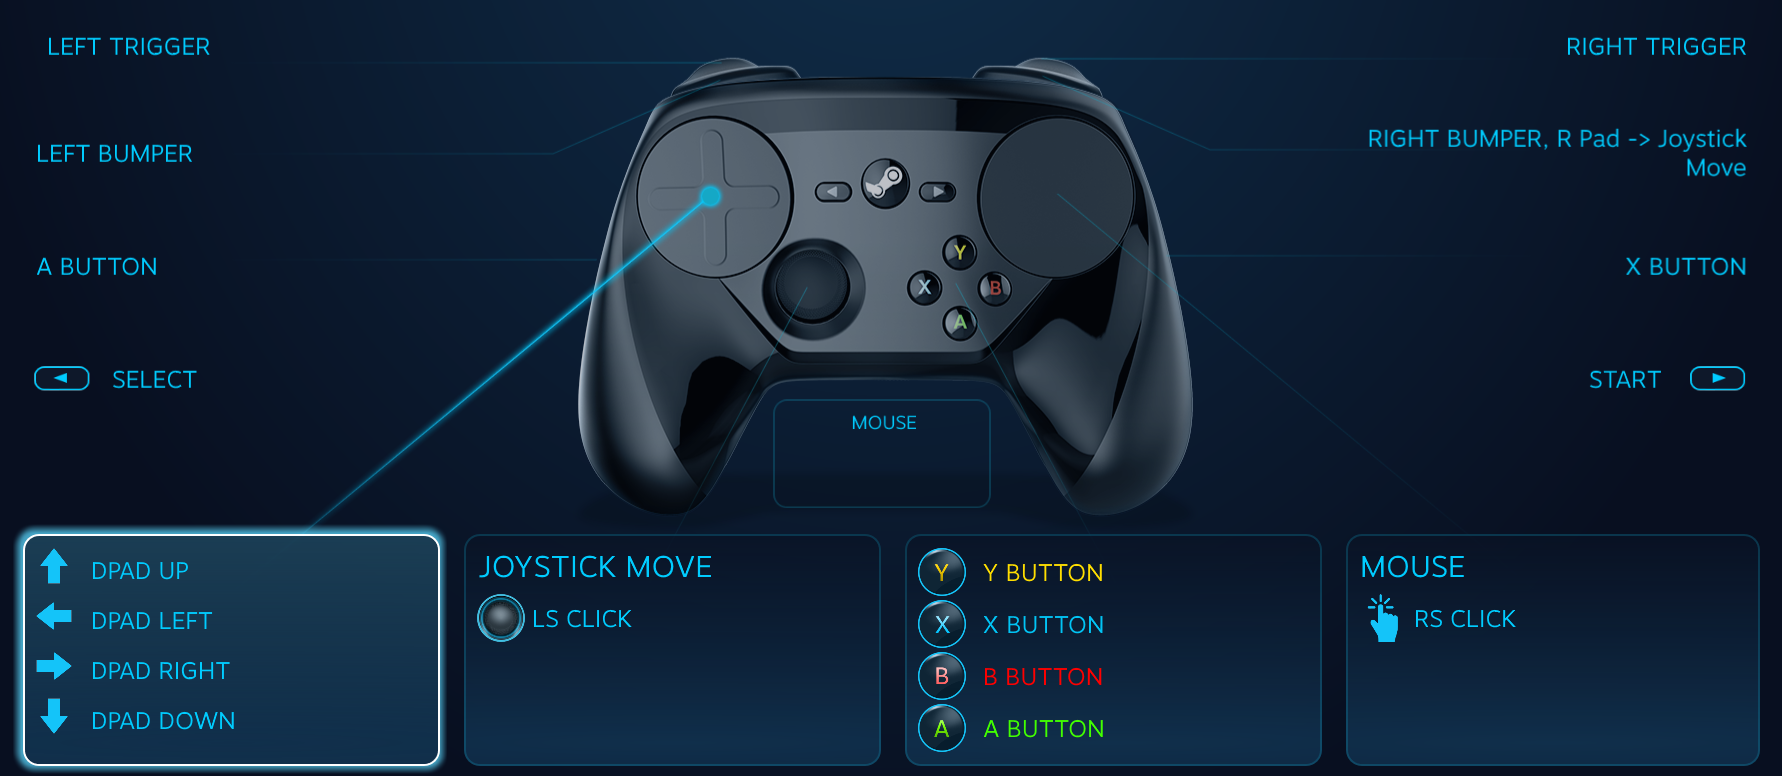 LEFT TRIGGER
RIGHT TRIGGER
LEFT BUMPER
RIGHT BUMPER, R Pad -> Joystick
Move
A BUTTON
X BUTTON
Y
X
B
A
SELECT
START
MOUSE
DPAD UP
DPAD LEFT
DPAD RIGHT
DPAD DOWN
JOYSTICK MOVE
LS CLICK
Y Y BUTTON
X X BUTTON
B B BUTTON
A A BUTTON
MOUSE
RS CLICK